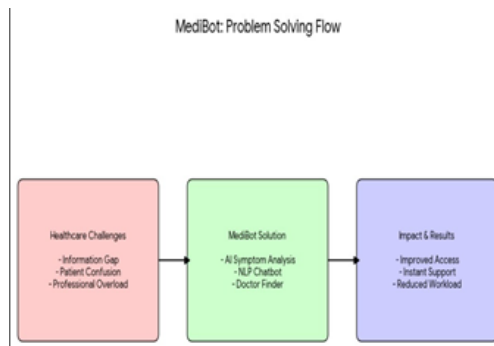 MediBot: Problem Solving Flow
Healthcare Challenges
- Information Gap
- Patient Confusion
- Professional Overload
MediBot Solution
- AI Symptom Analysis
- NLP Chatbot
- Doctor Finder
Impact & Results
- Improved Access
- Instant Support
- Reduced Workload